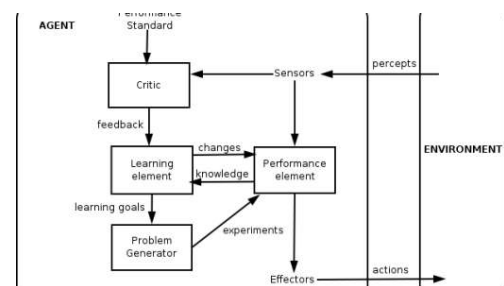 AGENT
Performance
Standard
percepts
Sensors
Critic
feedback
changes
ENVIRONMENT
Learning
element
Performance
element
knowledge
learning goals
experiments
Problem
Generator
Effectors
actions